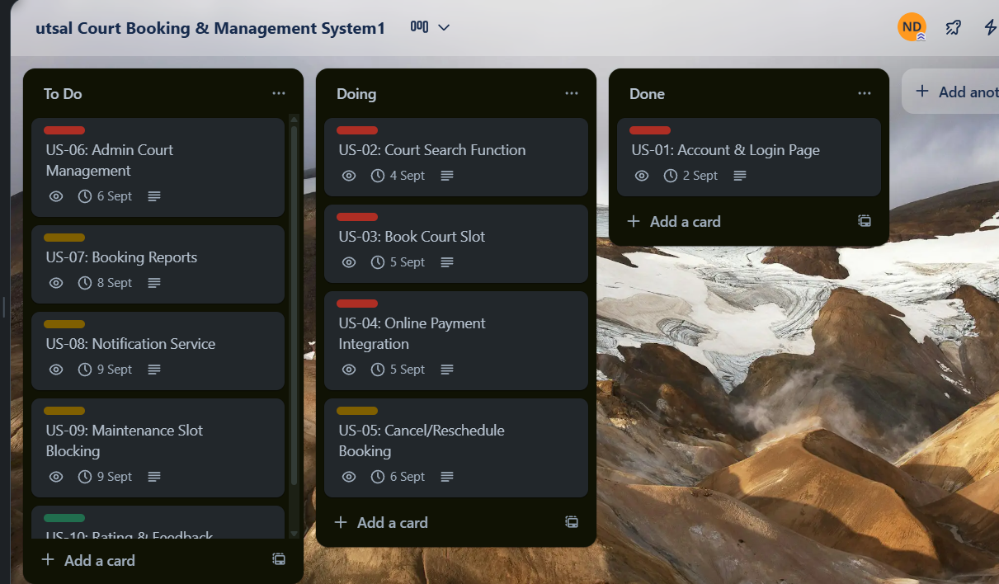 utsal Court Booking & Management System1
ND
To Do
US-06: Admin Court
Management
6 Sept
US-07: Booking Reports
8 Sept
US-08: Notification Service
9 Sept
US-09: Maintenance Slot
Blocking
9 Sept
US-10: Rating & Feedback
+ Add a card
Doing
US-02: Court Search Function
4 Sept
US-03: Book Court Slot
5 Sept
US-04: Online Payment
Integration
5 Sept
US-05: Cancel/Reschedule
Booking
6 Sept
+ Add a card
Done
US-01: Account & Login Page
2 Sept
+ Add a card
+ Add anot